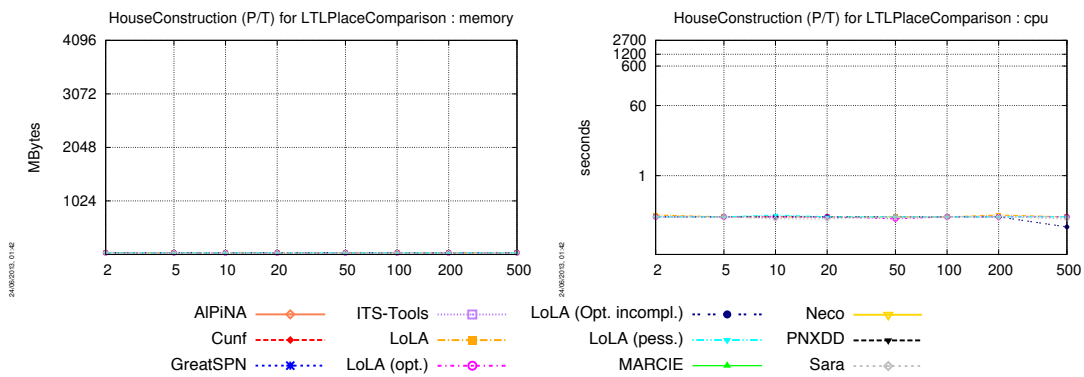 HouseConstruction (P/T) for LTLPlaceComparison : memory
4096
3072
2048
1024
MBytes
2 5 10 20 50 100 200 500
24/06/2013, 01:42
HouseConstruction (P/T) for LTLPlaceComparison : cpu
2700
1200
600
60
1
seconds
2 5 10 20 50 100 200 500
24/06/2013, 01:42
AlPiNA
Cunf
GreatSPN
ITS-Tools
LoLA
LoLA (opt.)
LoLA (Opt. incompl.)
LoLA (pess.)
MARCIE
Neco
PNXDD
Sara